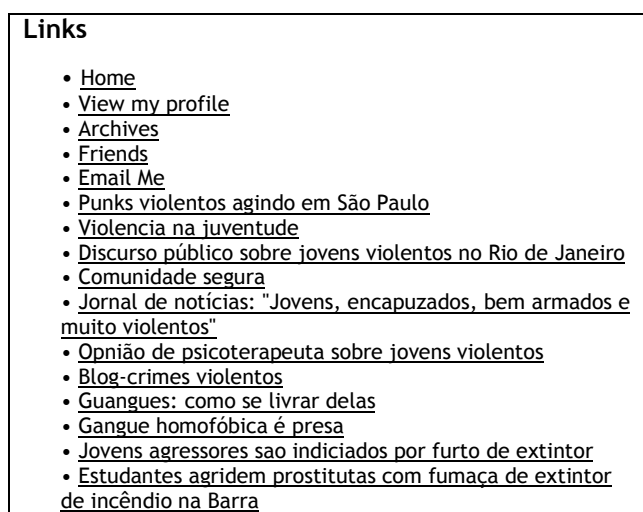 Links
• Home
• View my profile
• Archives
• Friends
• Email Me
• Punks violentos agindo em São Paulo
• Violencia na juventude
• Discurso público sobre jovens violentos no Rio de Janeiro
• Comunidade segura
• Jornal de notícias: "Jovens, encapuzados, bem armados e
muito violentos"
• Opnião de psicoterapeuta sobre jovens violentos
• Blog-crimes violentos
• Guangues: como se livrar delas
• Gangue homofóbica é presa
• Jovens agressores sao indiciados por furto de extintor
• Estudantes agridem prostitutas com fumaça de extintor
de incêndio na Barra